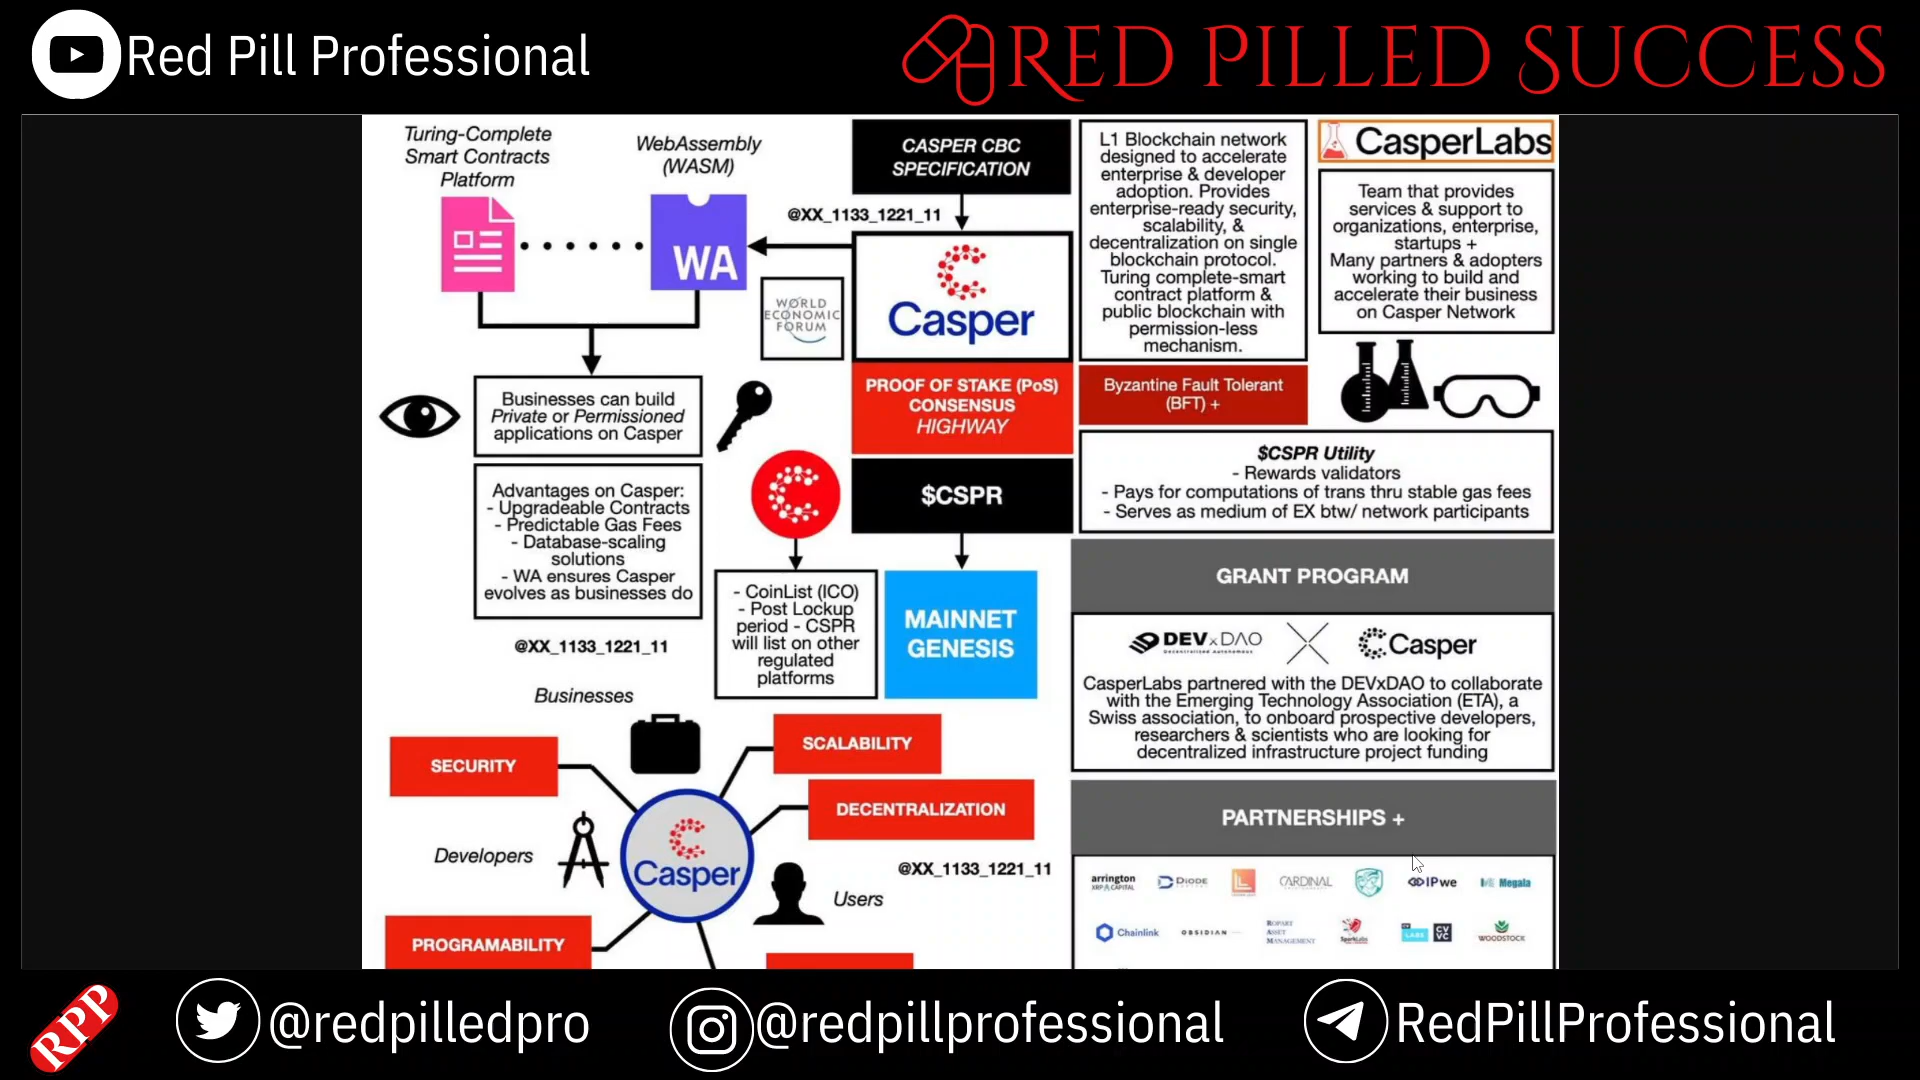 Red Pill Professional
RED PILLED SUCCESS
Turing-Complete
Smart Contracts
Platform
WebAssembly
(WASM)
WA
@XX_1133_1221_11
CASPER CBC
SPECIFICATION
WORLD
ECONOMIC
FORUM
Casper
PROOF OF STAKE (PoS)
CONSENSUS
HIGHWAY
$CSPR
L1 Blockchain network
designed to accelerate
enterprise & developer
adoption. Provides
enterprise-ready security,
scalability, &
decentralization on single
blockchain protocol.
Turing complete-smart
contract platform &
public blockchain with
permission-less
mechanism.
Byzantine Fault Tolerant
(BFT) +
CasperLabs
Team that provides
services & support to
organizations, enterprise,
startups +
Many partners & adopters
working to build and
accelerate their business
on Casper Network
Businesses can build
Private or Permissioned
applications on Casper
Advantages on Casper:
- Upgradeable Contracts
- Predictable Gas Fees
- Database-scaling
solutions
- WA ensures Casper
evolves as businesses do
@XX_1133_1221_11
- CoinList (ICO)
- Post Lockup
period - CSPR
will list on other
regulated
platforms
MAINNET
GENESIS
$CSPR Utility
- Rewards validators
- Pays for computations of trans thru stable gas fees
- Serves as medium of EX btw/ network participants
GRANT PROGRAM
DEVxDAO
Casper
CasperLabs partnered with the DEVxDAO to collaborate
with the Emerging Technology Association (ETA), a
Swiss association, to onboard prospective developers,
researchers & scientists who are looking for
decentralized infrastructure project funding
PARTNERSHIPS +
arrington
XRP CAPITAL
DIODE
CARDINAL
IPwe
Megala
Chainlink
OBSIDIAN
ROPART
ASSET
MANAGEMENT
SparkLabs
CV
LABS
CV
VC
WOODSTOCK
Businesses
SECURITY
SCALABILITY
DECENTRALIZATION
Developers
Casper
Users
@XX_1133_1221_11
PROGRAMABILITY
RPP
@redpilledpro
@redpillprofessional
RedPillProfessional